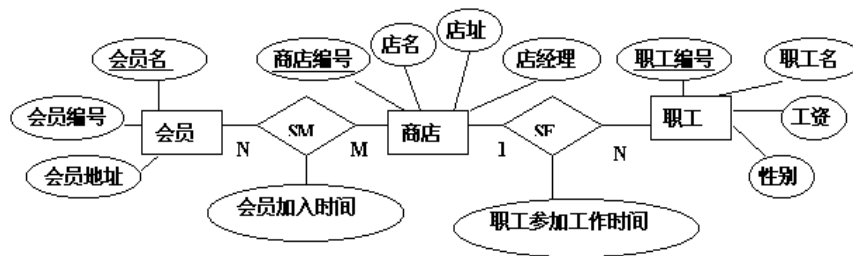 会员名
商店编号
店名
店址
店经理
职工编号
职工名
会员编号
会员
SM
商店
SE
职工
工资
N
M
1
N
会员地址
性别
会员加入时间
职工参加工作时间